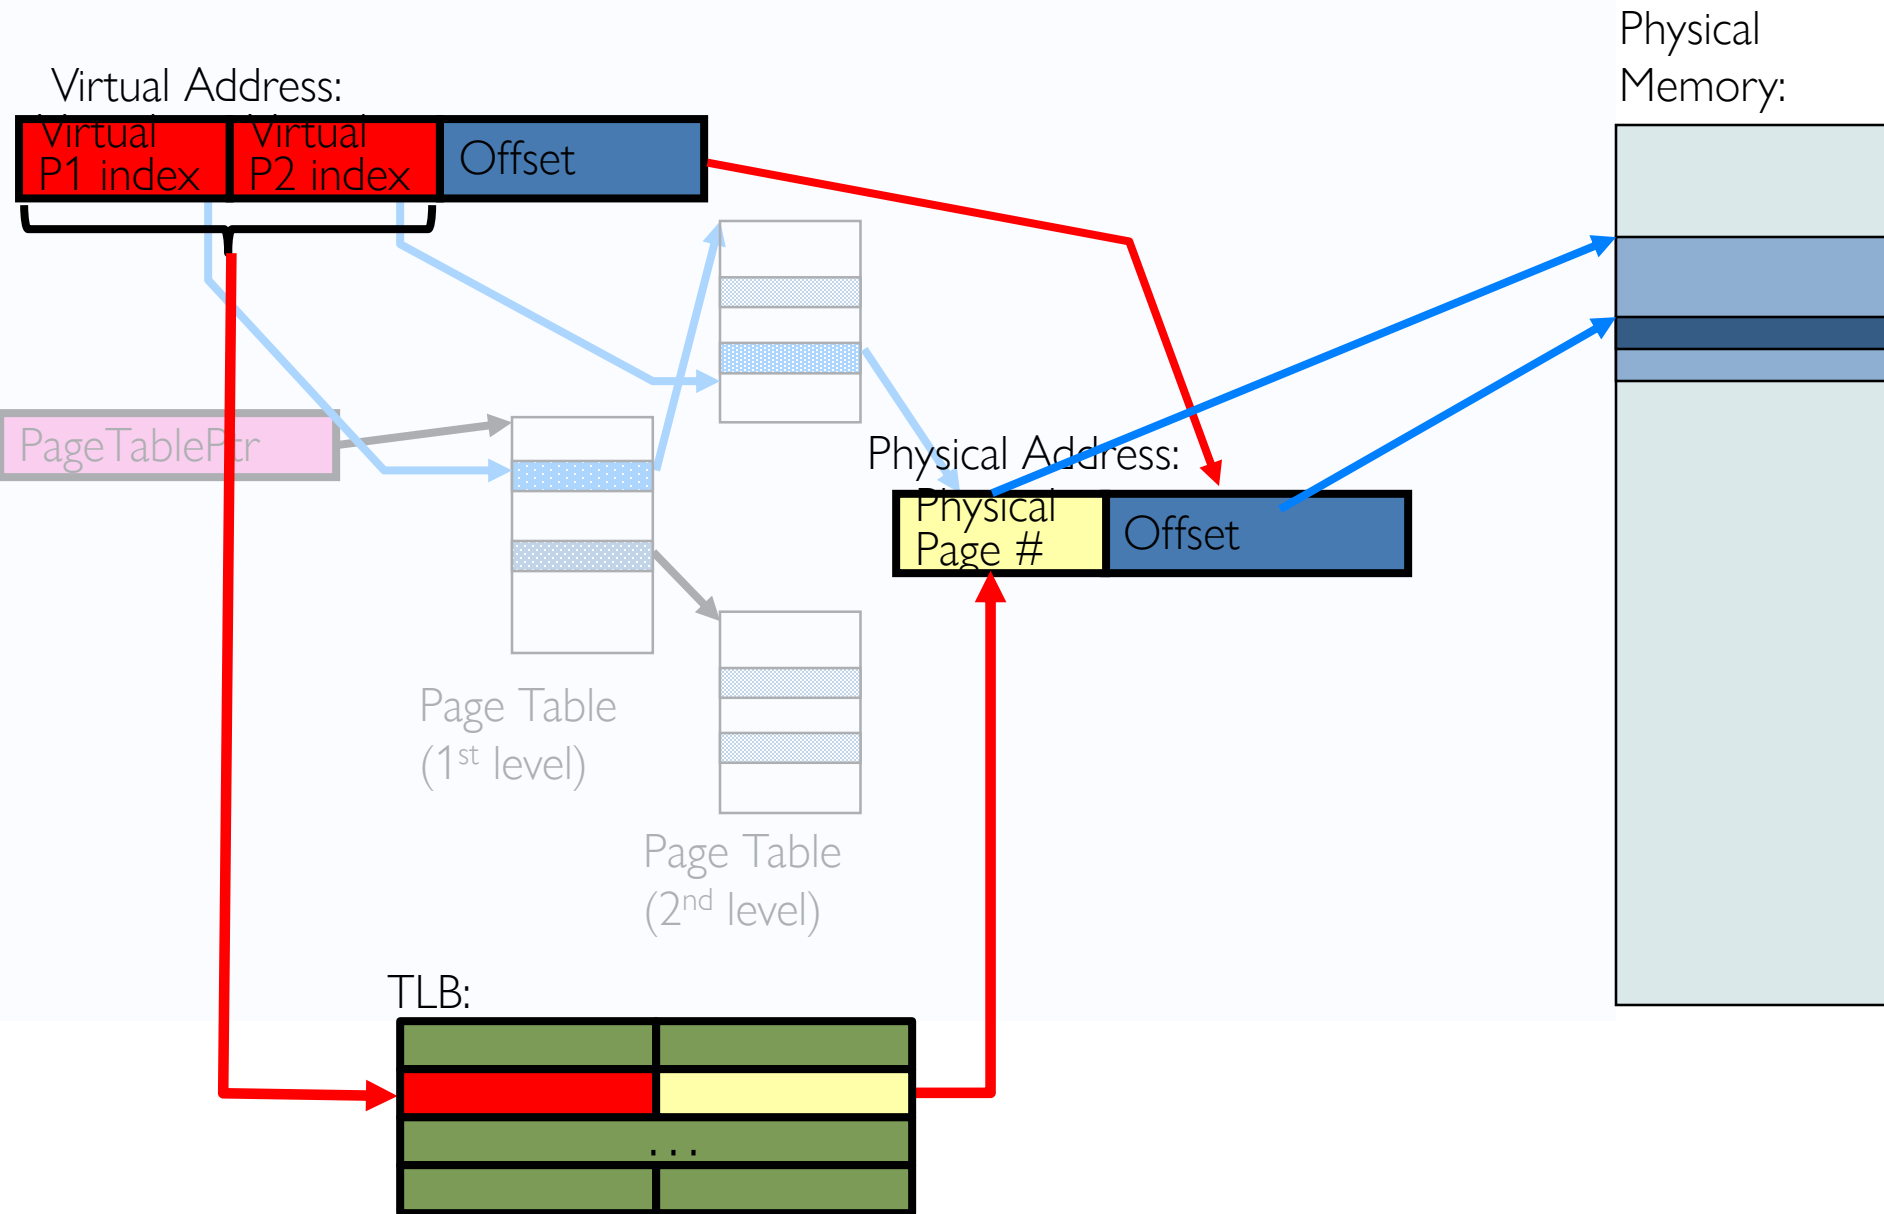 Physical
Memory:
Virtual Address:
Virtual
P1 index
Virtual
P2 index
Offset
PageTablePtr
Physical Address:
Physical
Page #
Offset
Page Table
(1st level)
Page Table
(2nd level)
TLB:
...